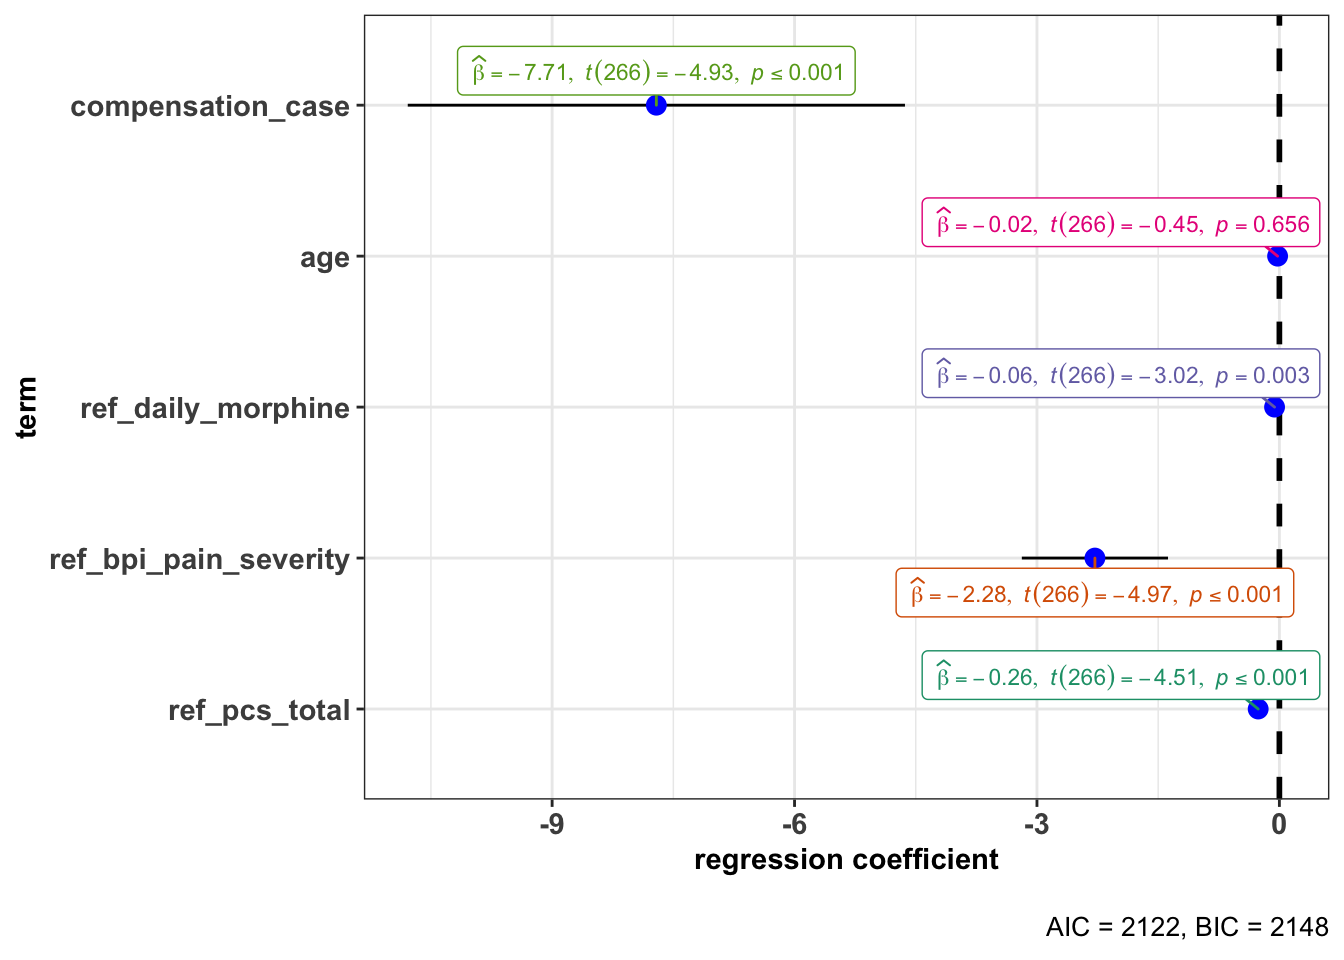 β̂ = −7.71, t(266) = −4.93, p ≤ 0.001
compensation_case
β̂ = −0.02, t(266) = −0.45, p = 0.656
age
β̂ = −0.06, t(266) = −3.02, p = 0.003
ref_daily_morphine
term
ref_bpi_pain_severity
β̂ = −2.28, t(266) = −4.97, p ≤ 0.001
β̂ = −0.26, t(266) = −4.51, p ≤ 0.001
ref_pcs_total
-9 -6 -3 0
regression coefficient
AIC = 2122, BIC = 2148